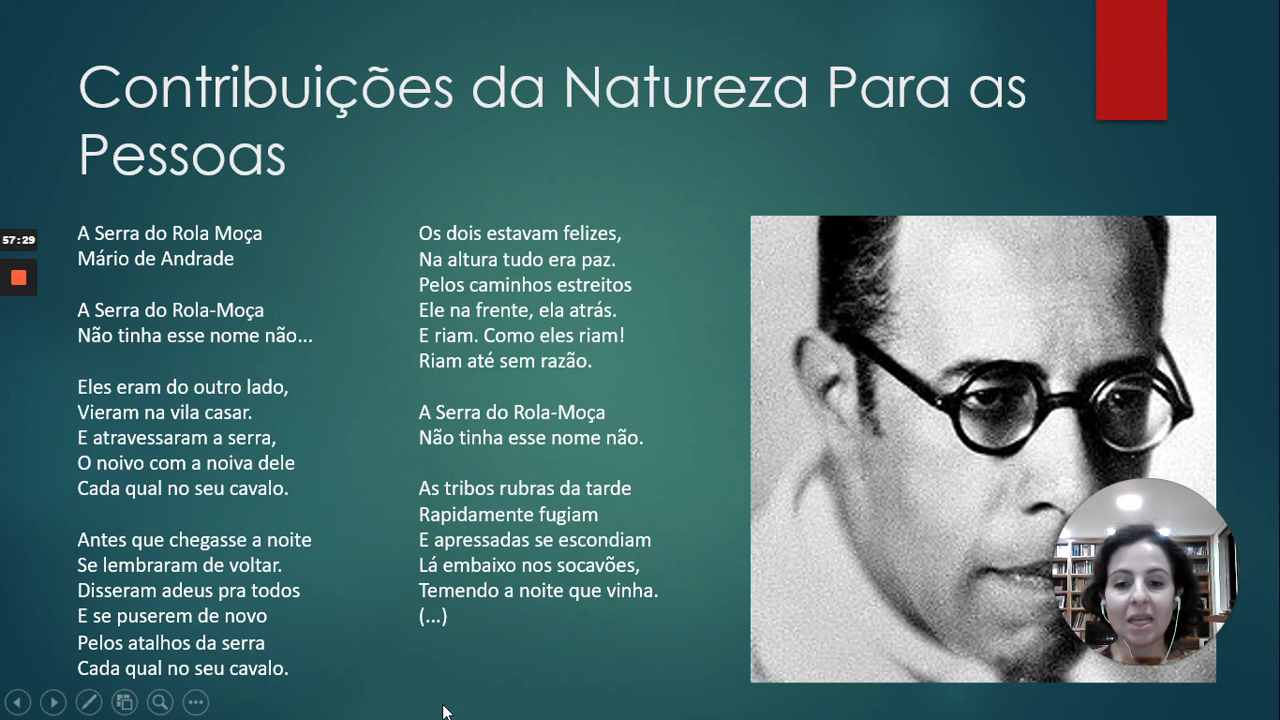 Contribuições da Natureza Para as
Pessoas
57:29
A Serra do Rola Moça
Mário de Andrade
A Serra do Rola-Moça
Não tinha esse nome não...
Eles eram do outro lado,
Vieram na vila casar.
E atravessaram a serra,
O noivo com a noiva dele
Cada qual no seu cavalo.
Antes que chegasse a noite
Se lembraram de voltar.
Disseram adeus pra todos
E se puserem de novo
Pelos atalhos da serra
Cada qual no seu cavalo.
Os dois estavam felizes,
Na altura tudo era paz.
Pelos caminhos estreitos
Ele na frente, ela atrás.
E riam. Como eles riam!
Riam até sem razão.
A Serra do Rola-Moça
Não tinha esse nome não.
As tribos rubras da tarde
Rapidamente fugiam
E apressadas se escondiam
Lá embaixo nos socavões,
Temendo a noite que vinha.
(...)